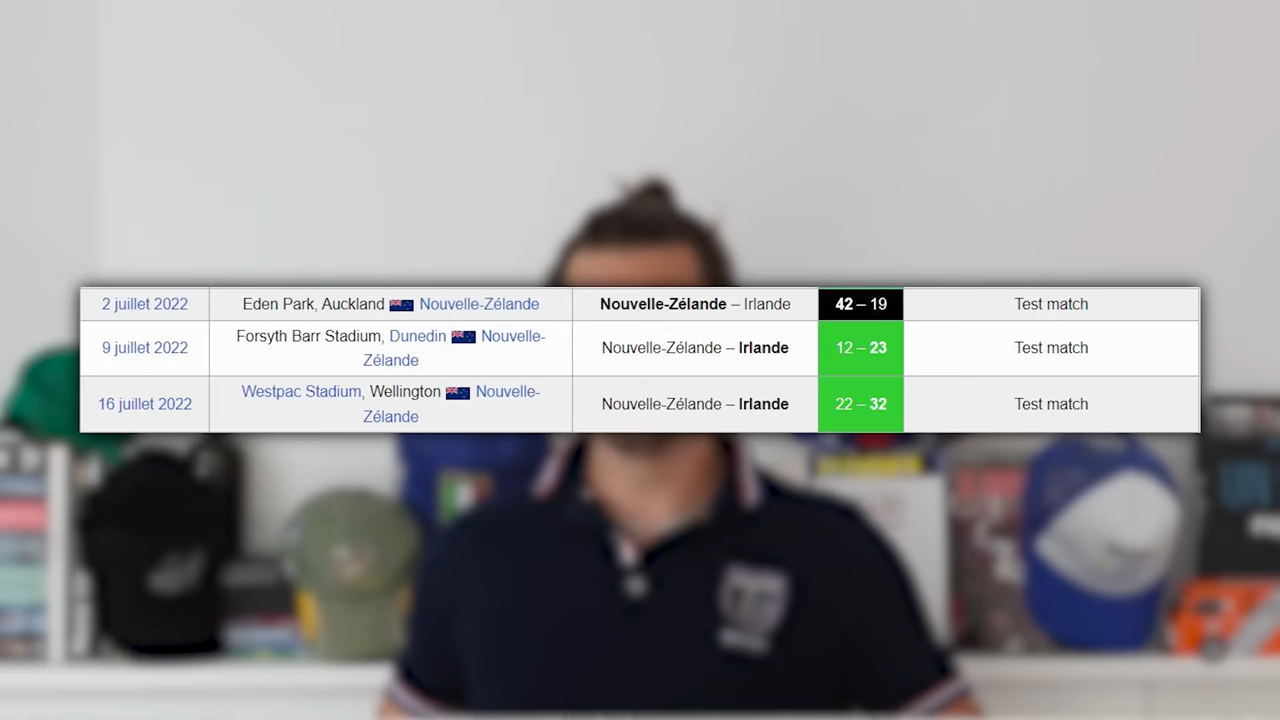 2 juillet 2022 Eden Park, Auckland Nouvelle-Zélande Nouvelle-Zélande – Irlande 42 – 19 Test match
9 juillet 2022 Forsyth Barr Stadium, Dunedin Nouvelle-
Zélande Nouvelle-Zélande – Irlande 12 – 23 Test match
16 juillet 2022 Westpac Stadium, Wellington Nouvelle-
Zélande Nouvelle-Zélande – Irlande 22 – 32 Test match